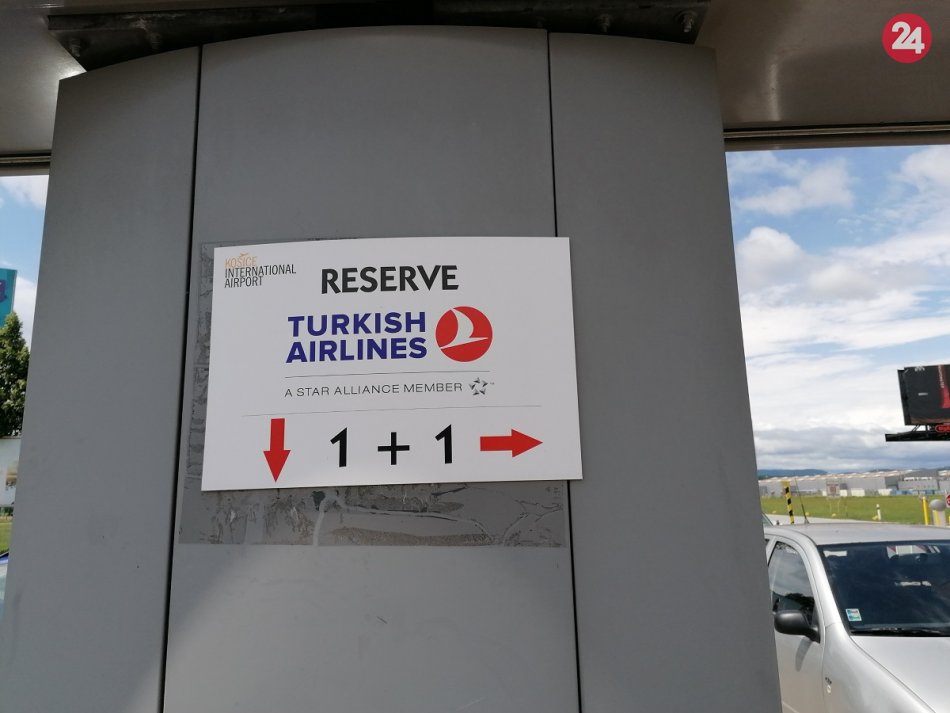 24
KOŠICE
INTERNATIONAL
AIRPORT
RESERVE
TURKISH
AIRLINES
A STAR ALLIANCE MEMBER
1 + 1